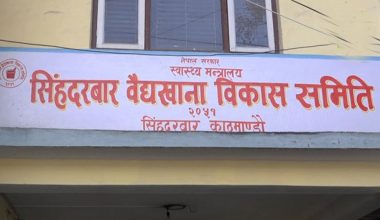 नेपाल सरकार
स्वास्थ्य मन्त्रालय
सिंहदरबार वैद्यखाना विकास समिति
२०५१
सिंहदरबार काठमाण्डौ